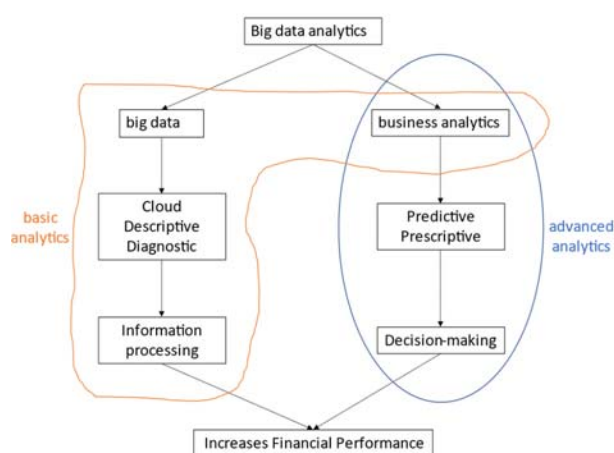 Big data analytics
big data
business analytics
basic
analytics
Cloud
Descriptive
Diagnostic
Predictive
Prescriptive
advanced
analytics
Information
processing
Decision-making
Increases Financial Performance